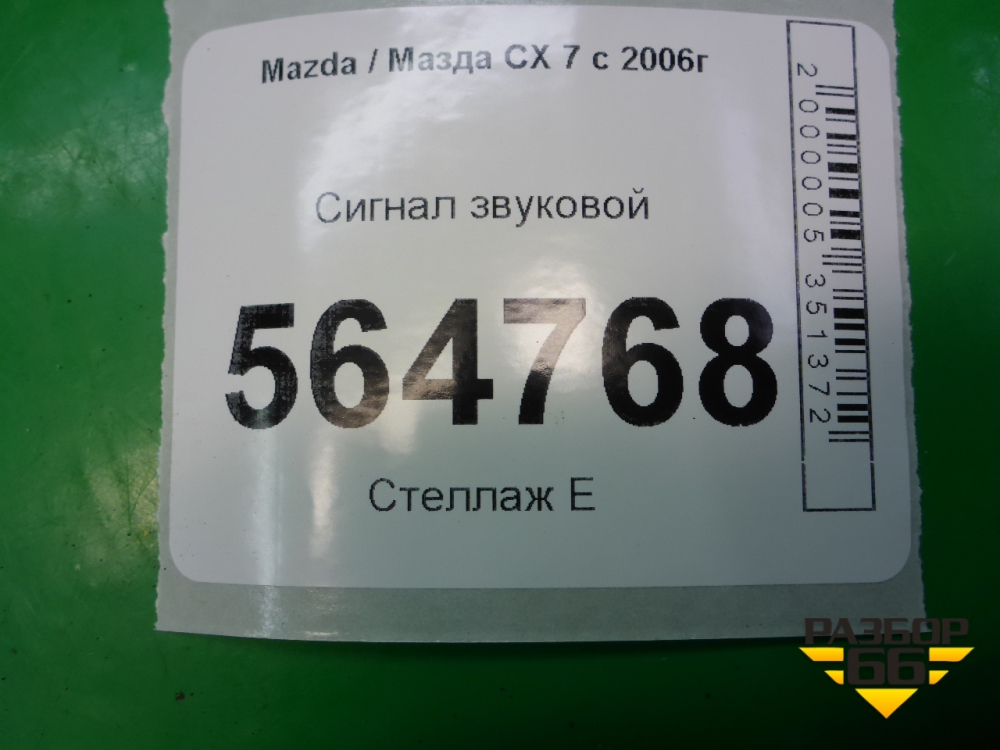 Mazda / Мазда CX 7 с 2006г
Сигнал звуковой
564768
Стеллаж Е
2000005351372
РАЗБОР
66